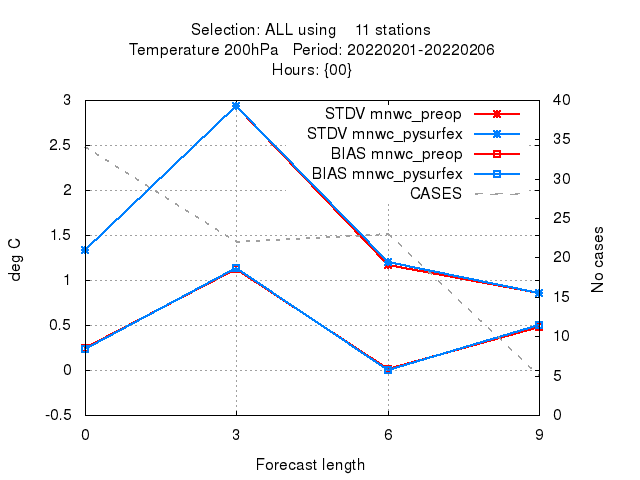 Selection: ALL using    11 stations
Temperature 200hPa   Period: 20220201-20220206
Hours: {00}
STDV mnwc_preop
STDV mnwc_pysurfex
BIAS mnwc_preop
BIAS mnwc_pysurfex
CASES
deg C
3
2.5
2
1.5
1
0.5
0
-0.5
40
35
30
25
20
15
10
5
0
No cases
0 3 6 9
Forecast length